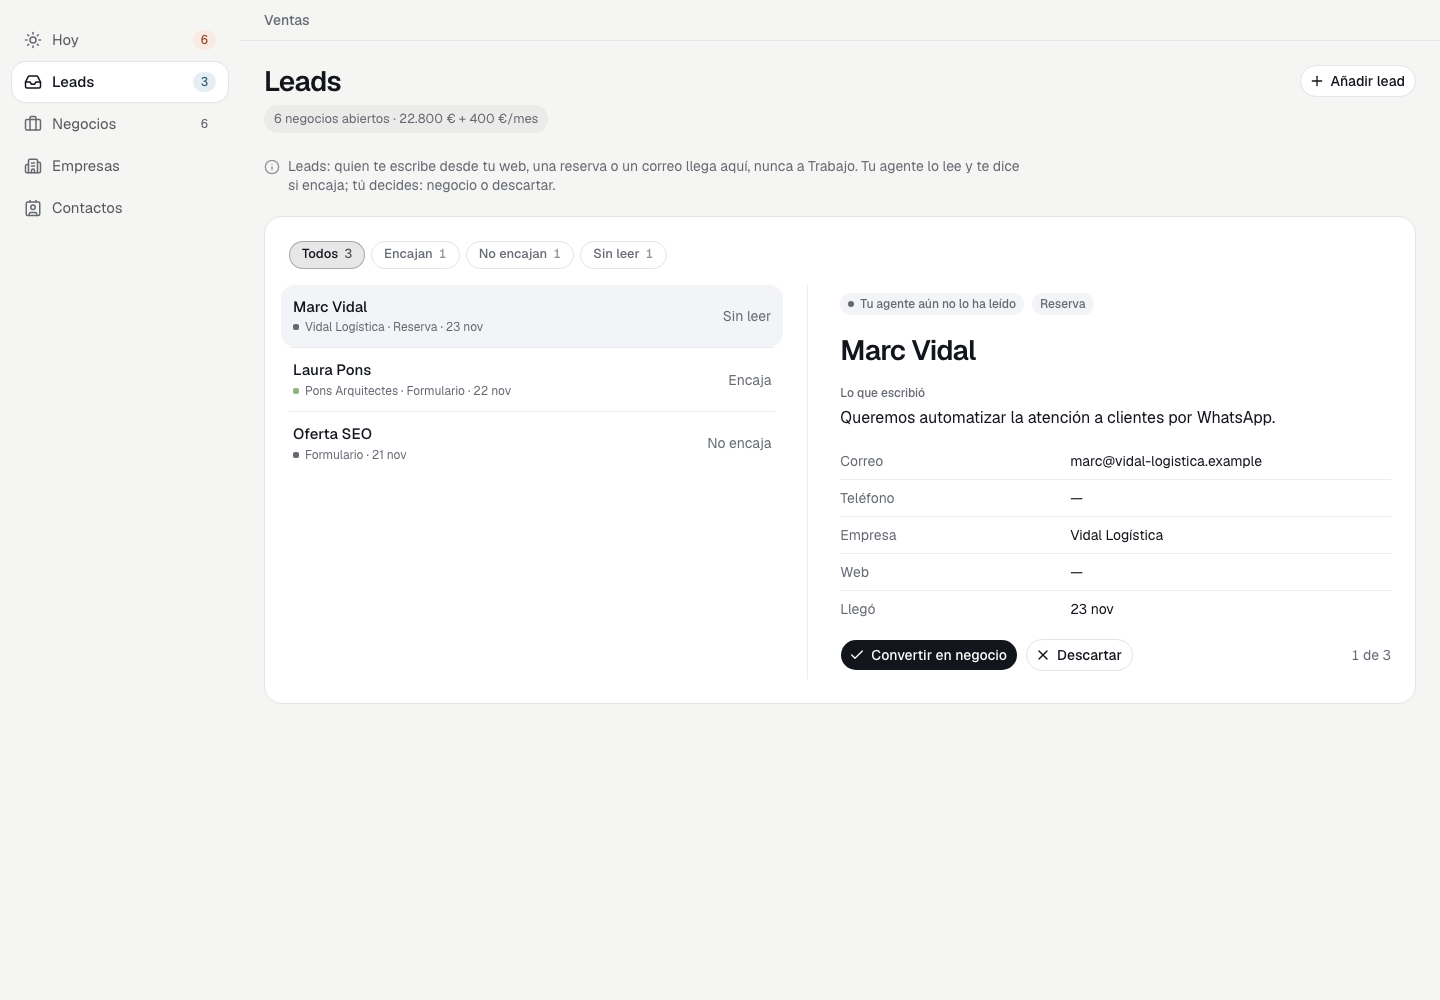 Ventas
Hoy 6
Leads 3
Negocios 6
Empresas
Contactos
Leads
Añadir lead
6 negocios abiertos · 22.800 € + 400 €/mes
Leads: quien te escribe desde tu web, una reserva o un correo llega aquí, nunca a Trabajo. Tu agente lo lee y te dice
si encaja; tú decides: negocio o descartar.
Todos 3
Encajan 1
No encajan 1
Sin leer 1
Marc Vidal
Vidal Logística · Reserva · 23 nov
Sin leer
Laura Pons
Pons Arquitectes · Formulario · 22 nov
Encaja
Oferta SEO
Formulario · 21 nov
No encaja
Tu agente aún no lo ha leído
Reserva
Marc Vidal
Lo que escribió
Queremos automatizar la atención a clientes por WhatsApp.
Correo marc@vidal-logistica.example
Teléfono —
Empresa Vidal Logística
Web —
Llegó 23 nov
Convertir en negocio
Descartar
1 de 3